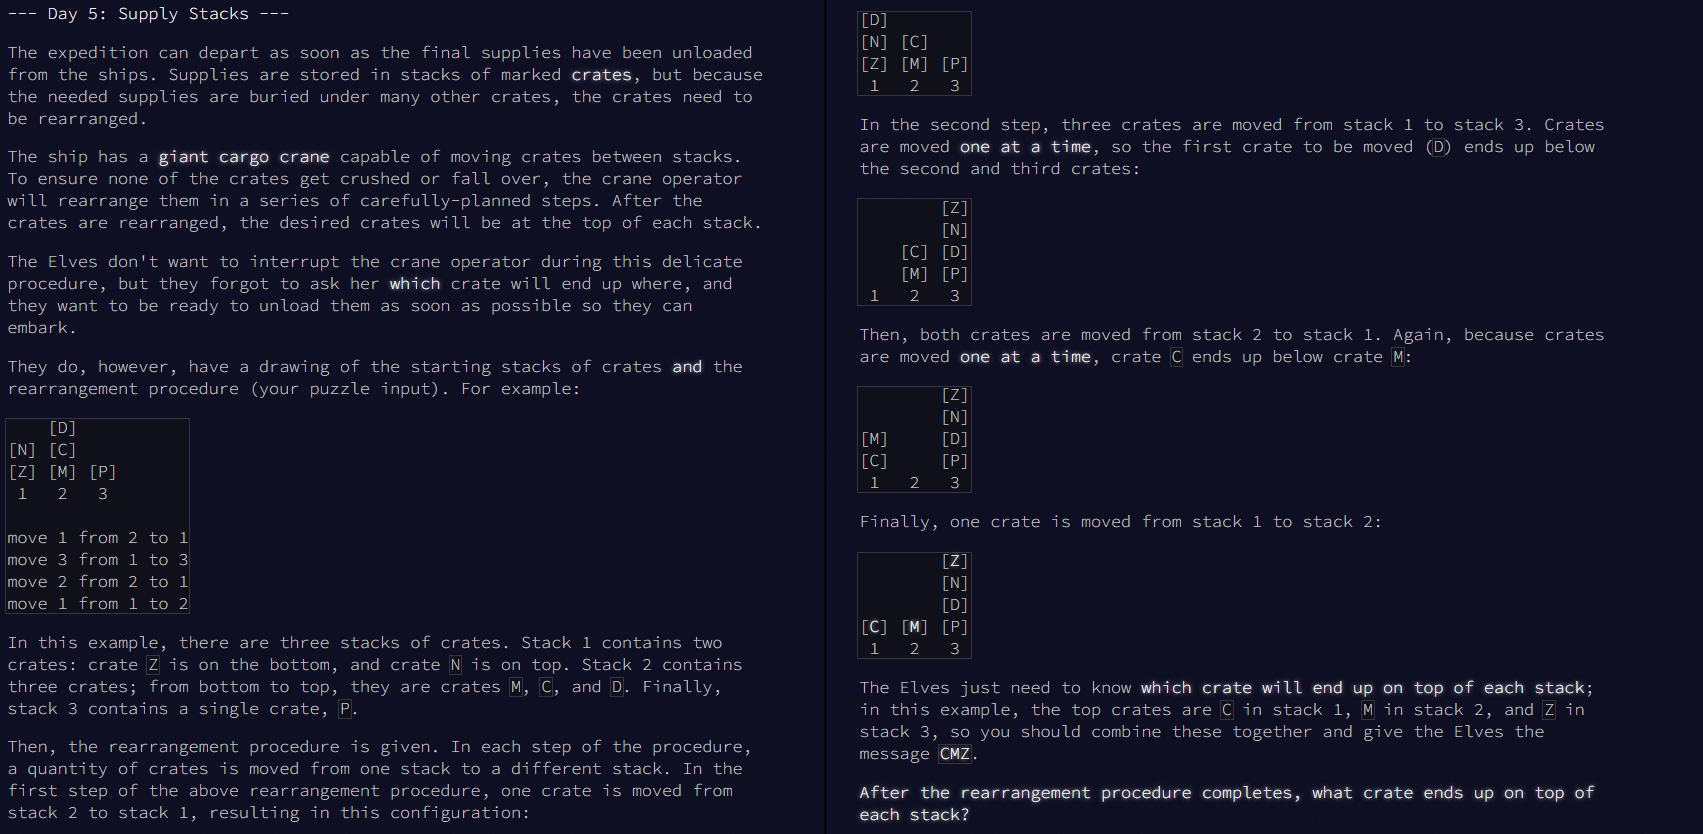 --- Day 5: Supply Stacks ---
The expedition can depart as soon as the final supplies have been unloaded
from the ships. Supplies are stored in stacks of marked crates, but because
the needed supplies are buried under many other crates, the crates need to
be rearranged.
The ship has a giant cargo crane capable of moving crates between stacks.
To ensure none of the crates get crushed or fall over, the crane operator
will rearrange them in a series of carefully-planned steps. After the
crates are rearranged, the desired crates will be at the top of each stack.
The Elves don't want to interrupt the crane operator during this delicate
procedure, but they forgot to ask her which crate will end up where, and
they want to be ready to unload them as soon as possible so they can
embark.
They do, however, have a drawing of the starting stacks of crates and the
rearrangement procedure (your puzzle input). For example:
    [D]
[N] [C]
[Z] [M] [P]
 1   2   3
move 1 from 2 to 1
move 3 from 1 to 3
move 2 from 2 to 1
move 1 from 1 to 2
In this example, there are three stacks of crates. Stack 1 contains two
crates: crate Z is on the bottom, and crate N is on top. Stack 2 contains
three crates; from bottom to top, they are crates M, C, and D. Finally,
stack 3 contains a single crate, P.
Then, the rearrangement procedure is given. In each step of the procedure,
a quantity of crates is moved from one stack to a different stack. In the
first step of the above rearrangement procedure, one crate is moved from
stack 2 to stack 1, resulting in this configuration:
[D]
[N] [C]
[Z] [M] [P]
 1   2   3
In the second step, three crates are moved from stack 1 to stack 3. Crates
are moved one at a time, so the first crate to be moved (D) ends up below
the second and third crates:
        [Z]
        [N]
    [C] [D]
    [M] [P]
 1   2   3
Then, both crates are moved from stack 2 to stack 1. Again, because crates
are moved one at a time, crate C ends up below crate M:
        [Z]
        [N]
[M]     [D]
[C]     [P]
 1   2   3
Finally, one crate is moved from stack 1 to stack 2:
        [Z]
        [N]
        [D]
[C] [M] [P]
 1   2   3
The Elves just need to know which crate will end up on top of each stack;
in this example, the top crates are C in stack 1, M in stack 2, and Z in
stack 3, so you should combine these together and give the Elves the
message CMZ.
After the rearrangement procedure completes, what crate ends up on top of
each stack?